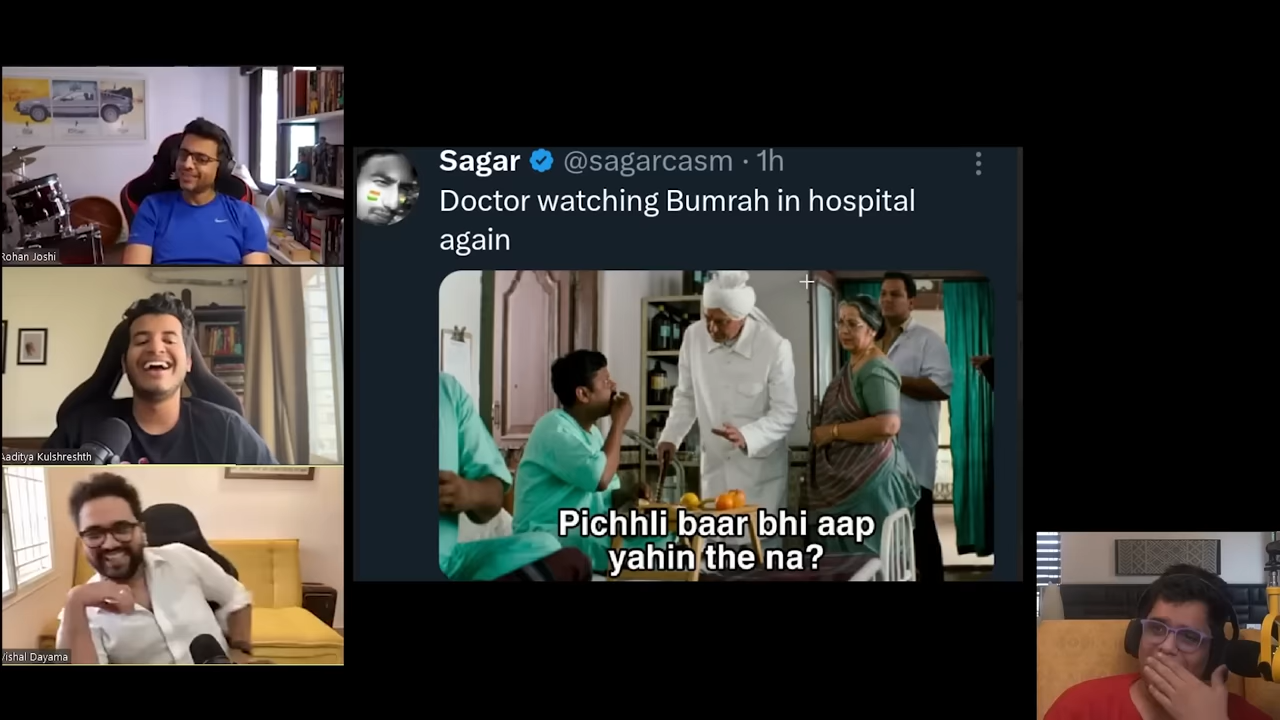 Sagar @sagarcasm · 1h
Doctor watching Bumrah in hospital
again
Pichhli baar bhi aap
yahin the na?
Rohan Joshi
Aaditya Kulshreshth
Vishal Dayama